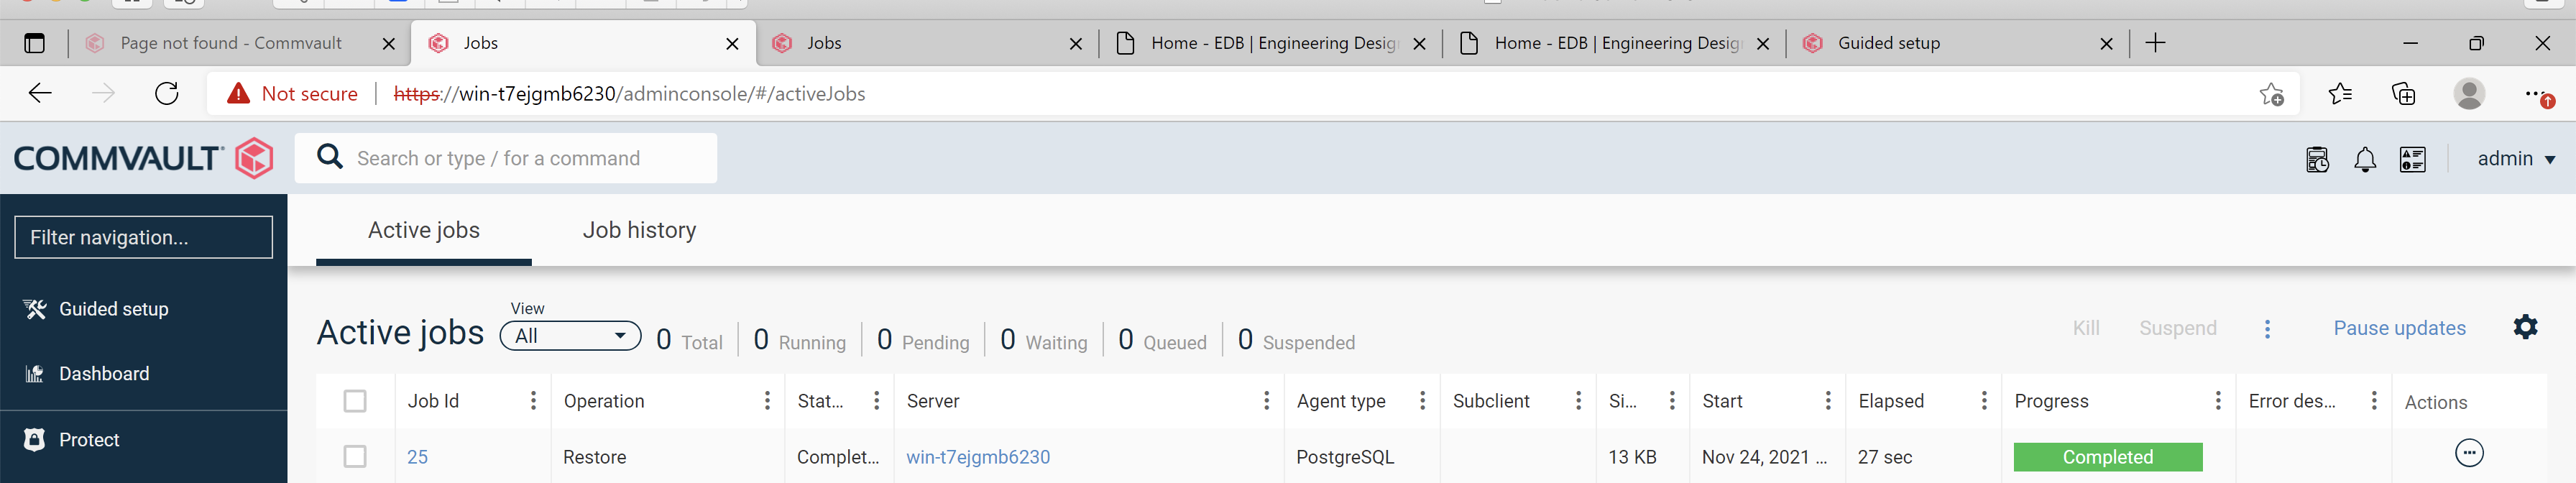 Page not found - Commvault
Jobs
Jobs
Home - EDB | Engineering Desig
Home - EDB | Engineering Desig
Guided setup
Not secure
https://win-t7ejgmb6230/adminconsole/#/activeJobs
COMMVAULT
Search or type / for a command
admin
Filter navigation...
Active jobs
Job history
Guided setup
View
Active jobs
All
0 Total
0 Running
0 Pending
0 Waiting
0 Queued
0 Suspended
Kill
Suspend
Pause updates
Dashboard
Job Id
Operation
Stat...
Server
Agent type
Subclient
Si...
Start
Elapsed
Progress
Error des...
Actions
Protect
25
Restore
Complet...
win-t7ejgmb6230
PostgreSQL
13 KB
Nov 24, 2021 ...
27 sec
Completed